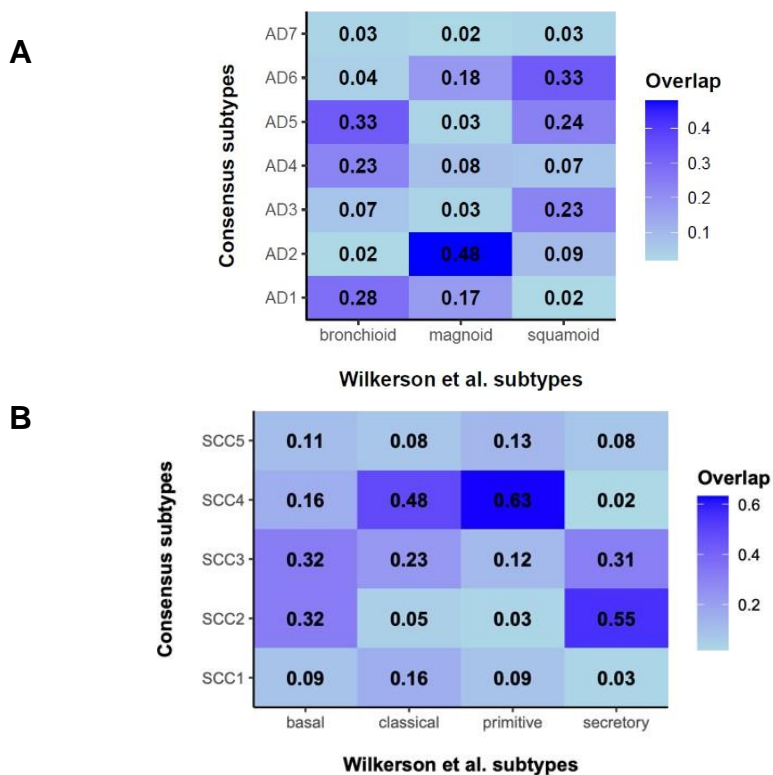 A
Consensus subtypes
AD7 0.03 0.02 0.03
AD6 0.04 0.18 0.33
AD5 0.33 0.03 0.24
AD4 0.23 0.08 0.07
AD3 0.07 0.03 0.23
AD2 0.02 0.48 0.09
AD1 0.28 0.17 0.02
bronchioid magnoid squamoid
Wilkerson et al. subtypes
Overlap
0.4
0.3
0.2
0.1
B
Consensus subtypes
SCC5 0.11 0.08 0.13 0.08
SCC4 0.16 0.48 0.63 0.02
SCC3 0.32 0.23 0.12 0.31
SCC2 0.32 0.05 0.03 0.55
SCC1 0.09 0.16 0.09 0.03
basal classical primitive secretory
Wilkerson et al. subtypes
Overlap
0.6
0.4
0.2